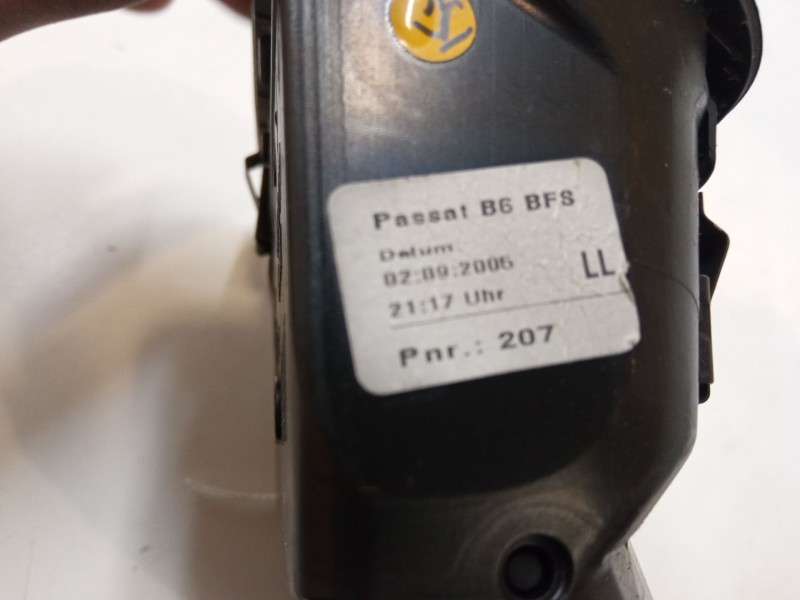 Passat B6 BFS
Datum:
02:09:2005
LL
21:17 Uhr
Pnr.: 207